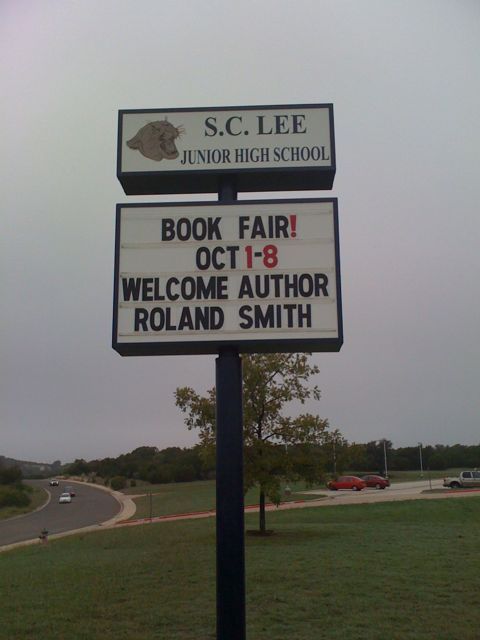 S.C. LEE
JUNIOR HIGH SCHOOL
BOOK FAIR!
OCT 1-8
WELCOME AUTHOR
ROLAND SMITH